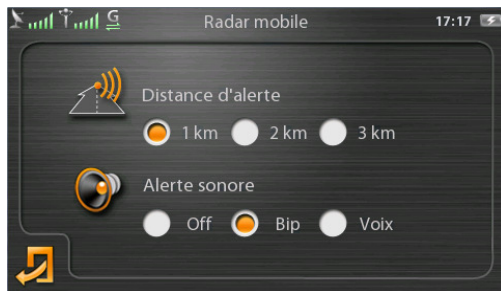 G Radar mobile 17:17
Distance d'alerte
1 km 2 km 3 km
Alerte sonore
Off Bip Voix